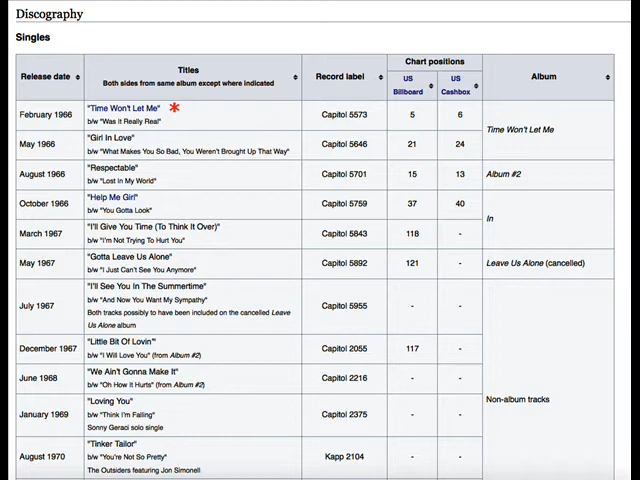 Discography
Singles
Release date
Titles
Both sides from same album except where indicated
Record label
Chart positions
US Billboard
US Cashbox
Album
February 1966
"Time Won't Let Me" *
b/w "Was It Really Real"
Capitol 5573
5
6
Time Won't Let Me
May 1966
"Girl In Love"
b/w "What Makes You So Bad, You Weren't Brought Up That Way"
Capitol 5646
21
24
August 1966
"Respectable"
b/w "Lost In My World"
Capitol 5701
15
13
Album #2
October 1966
"Help Me Girl"
b/w "You Gotta Look"
Capitol 5759
37
40
In
March 1967
"I'll Give You Time (To Think It Over)"
b/w "I'm Not Trying To Hurt You"
Capitol 5843
118
-
May 1967
"Gotta Leave Us Alone"
b/w "I Just Can't See You Anymore"
Capitol 5892
121
-
Leave Us Alone (cancelled)
July 1967
"I'll See You In The Summertime"
b/w "And Now You Want My Sympathy"
Both tracks possibly to have been included on the cancelled Leave
Us Alone album
Capitol 5955
-
-
Non-album tracks
December 1967
"Little Bit Of Lovin'"
b/w "I Will Love You" (from Album #2)
Capitol 2055
117
-
June 1968
"We Ain't Gonna Make It"
b/w "Oh How It Hurts" (from Album #2)
Capitol 2216
-
-
January 1969
"Loving You"
b/w "Think I'm Falling"
Sonny Geraci solo single
Capitol 2375
-
-
August 1970
"Tinker Tailor"
b/w "You're Not So Pretty"
The Outsiders featuring Jon Simonell
Kapp 2104
-
-